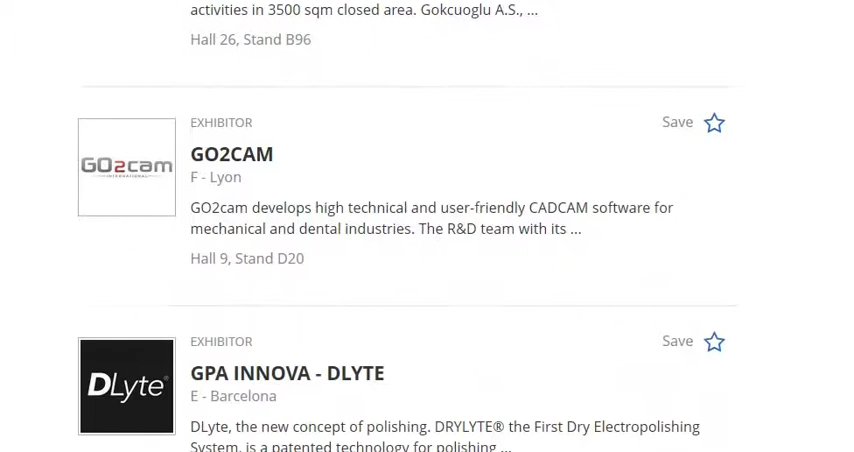 activities in 3500 sqm closed area. Gokcuoglu A.S., ...
Hall 26, Stand B96
EXHIBITOR
Save
GO2cam
INTERNATIONAL
GO2CAM
F - Lyon
GO2cam develops high technical and user-friendly CADCAM software for
mechanical and dental industries. The R&D team with its ...
Hall 9, Stand D20
EXHIBITOR
Save
DLyte®
GPA INNOVA - DLYTE
E - Barcelona
DLyte, the new concept of polishing. DRYLYTE® the First Dry Electropolishing
System, is a patented technology for polishing ...